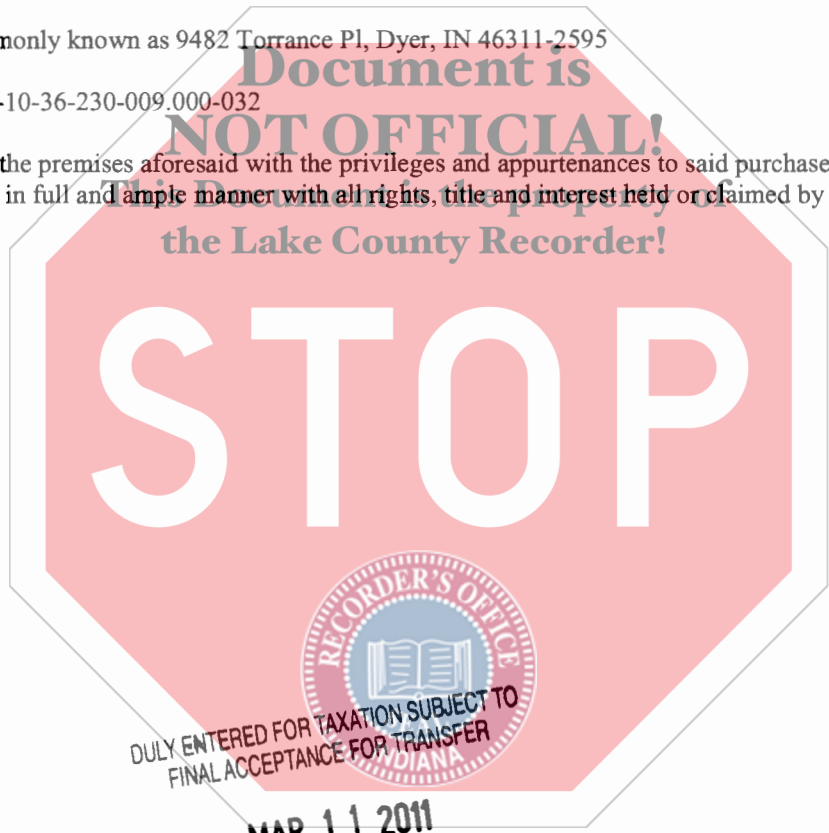 monly known as 9482 Torrance Pl, Dyer, IN 46311-2595
Document is
-10-36-230-009.000-032
NOT OFFICIAL!
the premises aforesaid with the privileges and appurtenances to said purchase
This Document is the property of
in full and ample manner with all rights, title and interest held or claimed by
the Lake County Recorder!
STOP
RECORDER'S OFFICE
DULY ENTERED FOR TAXATION SUBJECT TO
FINAL ACCEPTANCE FOR TRANSFER
INDIANA
MAR 11 2011